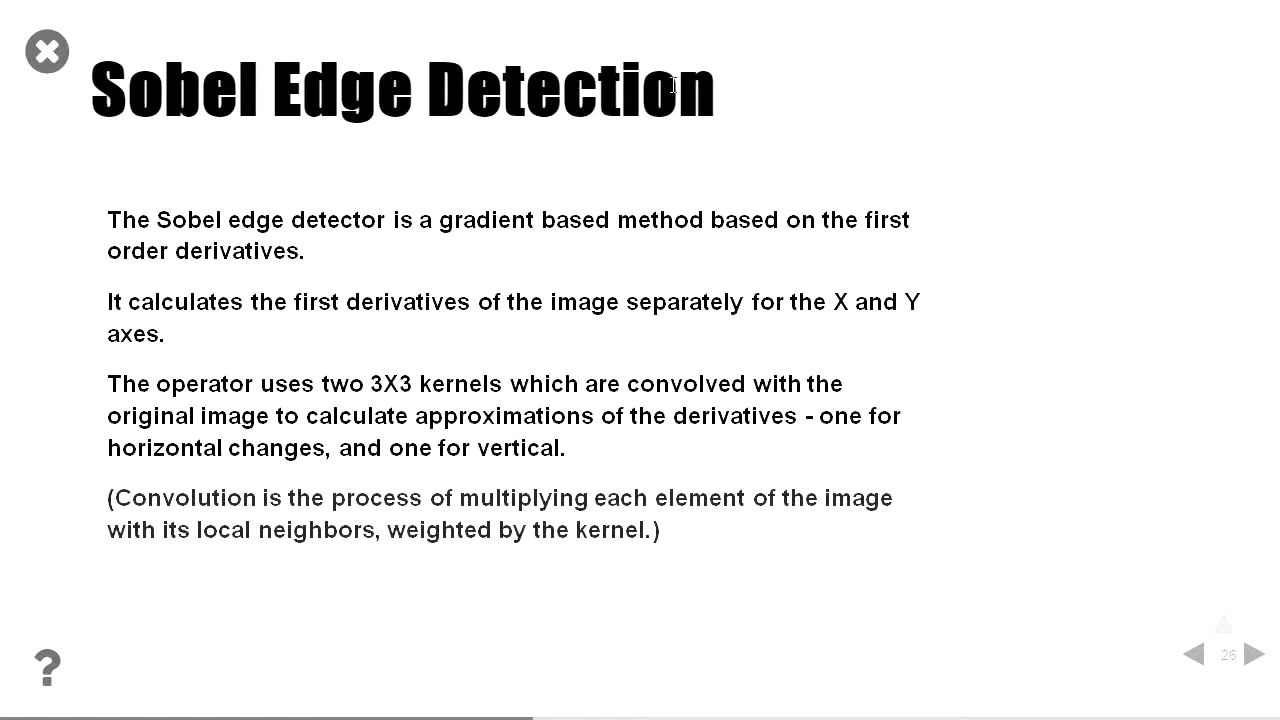 Sobel Edge Detection
The Sobel edge detector is a gradient based method based on the first
order derivatives.
It calculates the first derivatives of the image separately for the X and Y
axes.
The operator uses two 3X3 kernels which are convolved with the
original image to calculate approximations of the derivatives - one for
horizontal changes, and one for vertical.
(Convolution is the process of multiplying each element of the image
with its local neighbors, weighted by the kernel.)
?
26